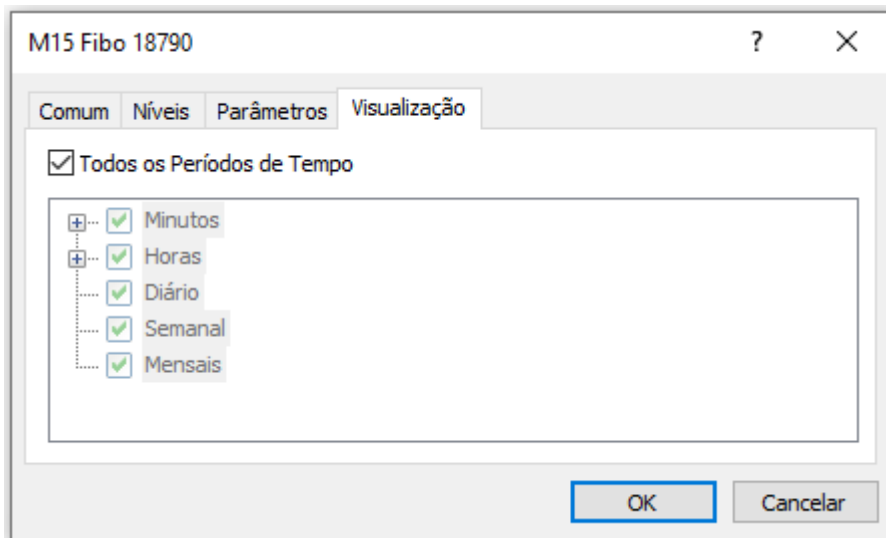 M15 Fibo 18790
?
Comum Níveis Parâmetros Visualização
Todos os Períodos de Tempo
Minutos
Horas
Diário
Semanal
Mensais
OK Cancelar